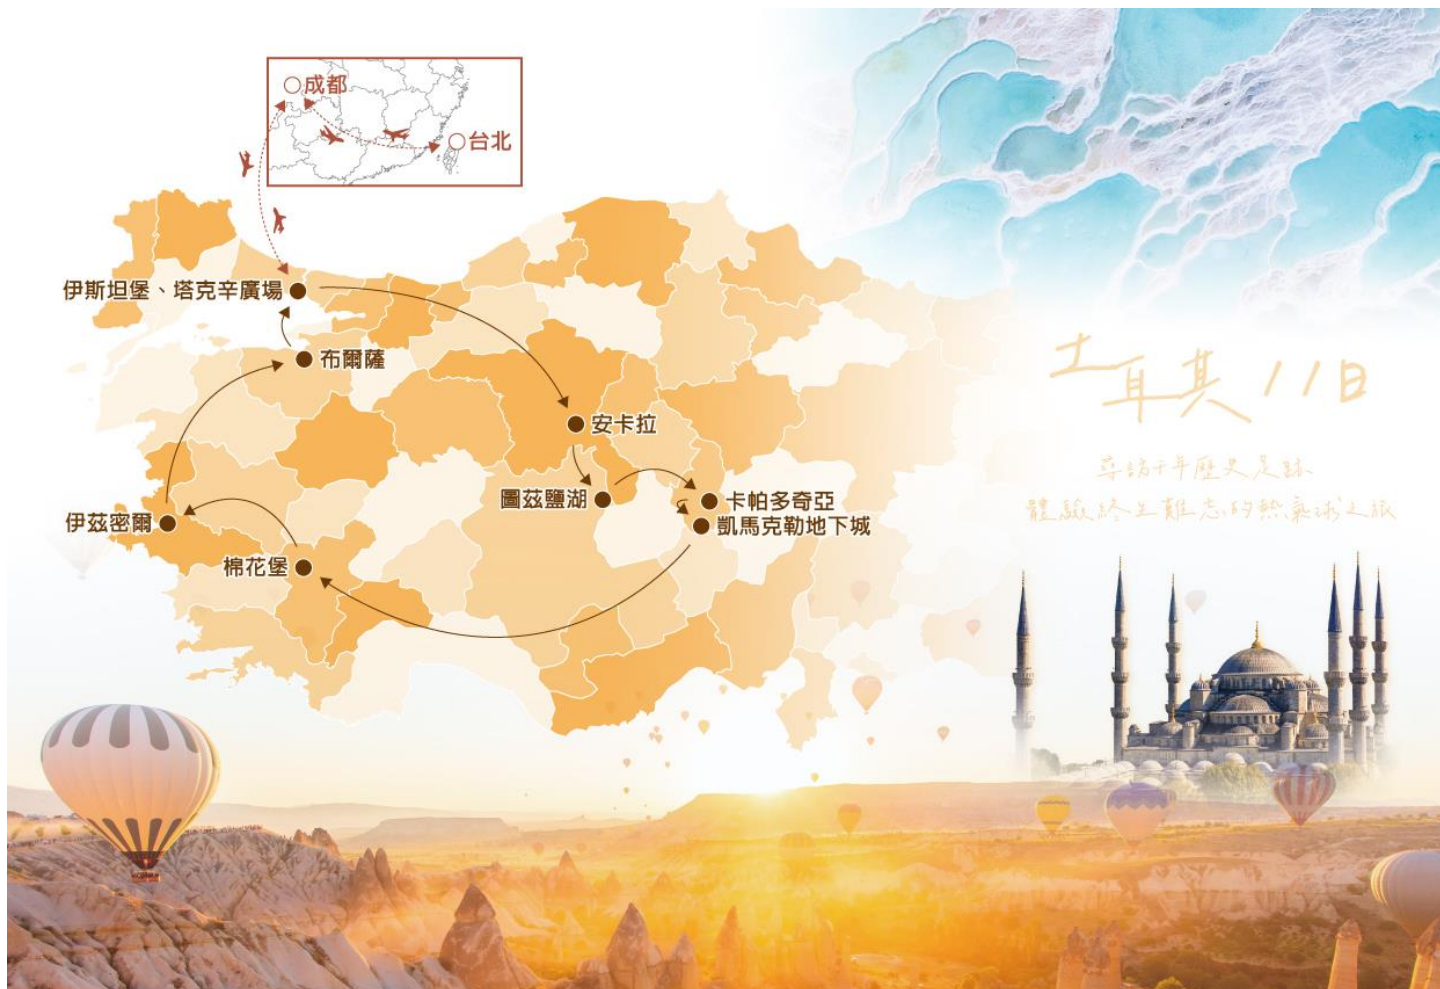 成都
台北
伊斯坦堡、塔克辛廣場
布爾薩
安卡拉
圖茲鹽湖
卡帕多奇亞
凱馬克勒地下城
伊茲密爾
棉花堡
土耳其11日
尋訪千年歷史足跡
體驗終生難忘的熱氣球之旅